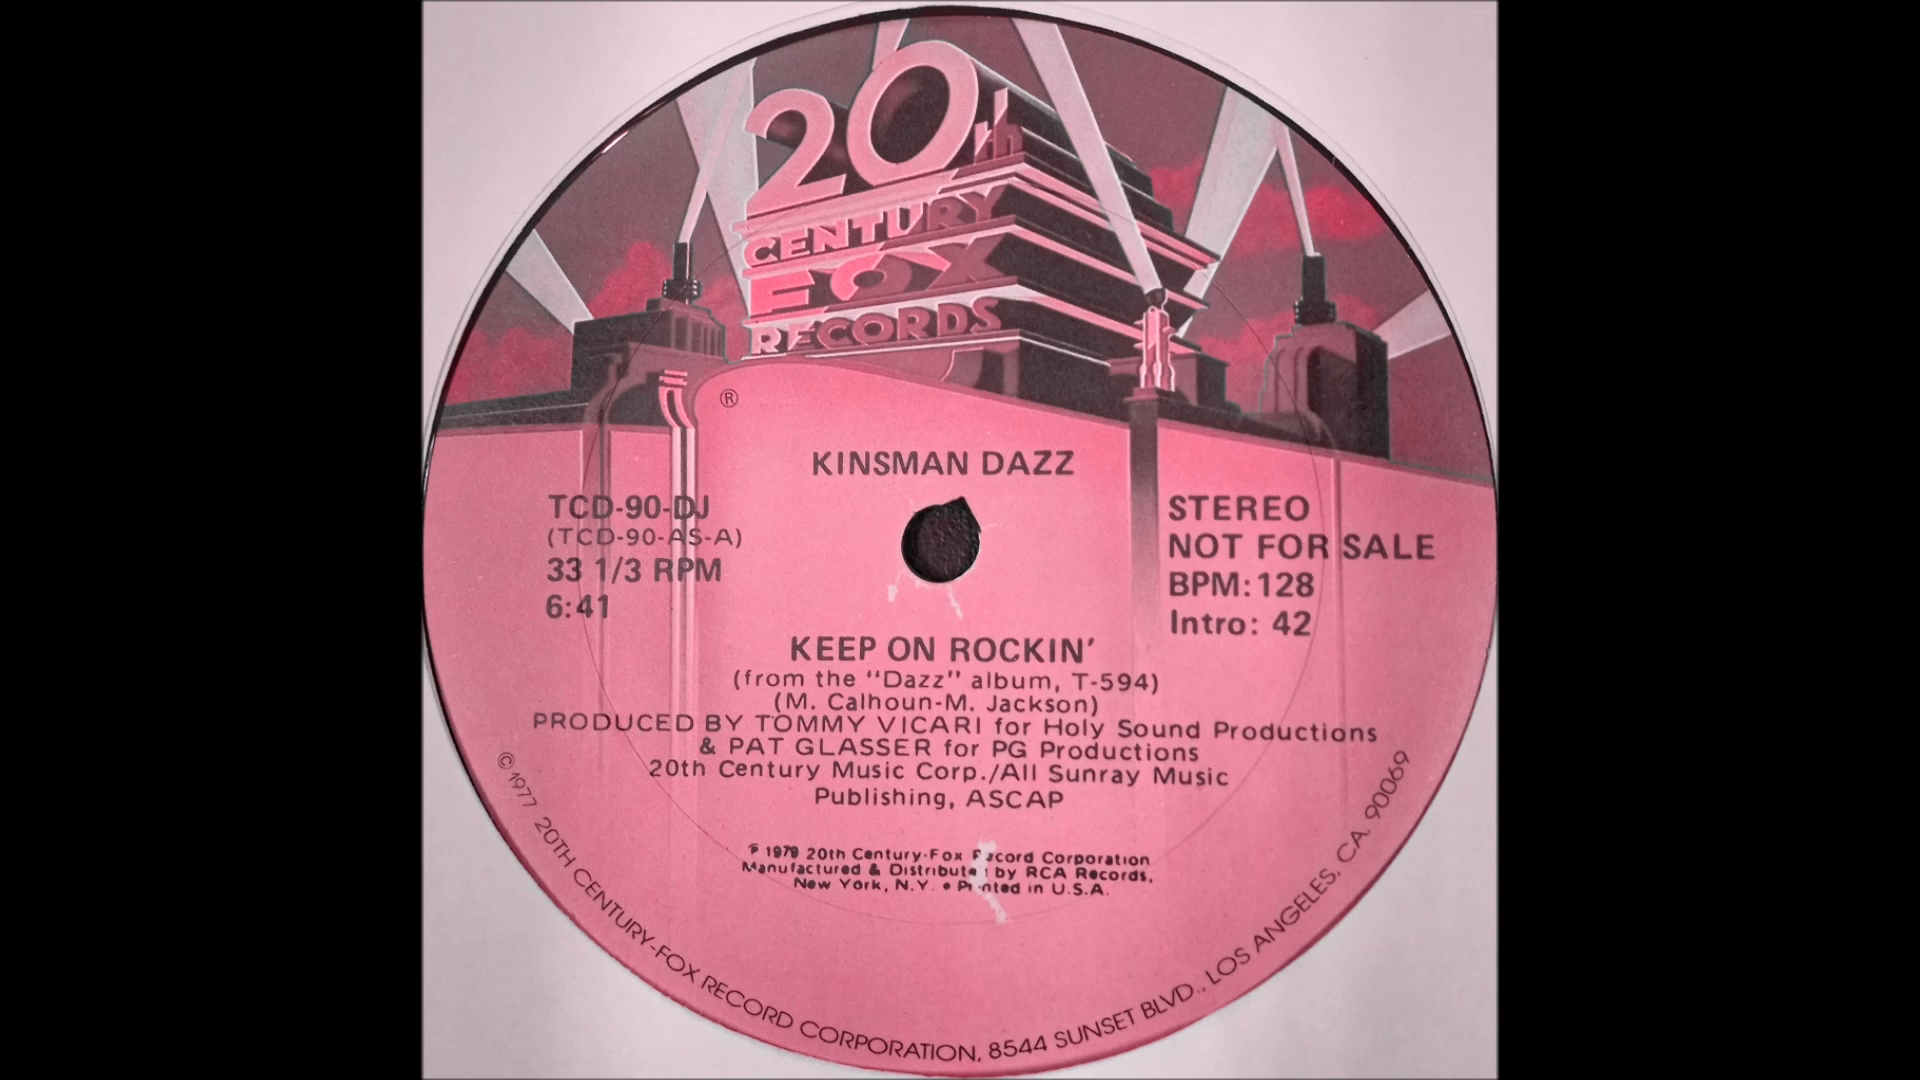 20th
CENTURY
FOX
RECORDS
®
KINSMAN DAZZ
TCD-90-DJ
(TCD-90-AS-A)
33 1/3 RPM
6:41
STEREO
NOT FOR SALE
BPM: 128
Intro: 42
KEEP ON ROCKIN'
(from the "Dazz" album, T-594)
(M. Calhoun-M. Jackson)
PRODUCED BY TOMMY VICARI for Holy Sound Productions
& PAT GLASSER for PG Productions
20th Century Music Corp./All Sunray Music
Publishing, ASCAP
℗ 1979 20th Century-Fox Record Corporation
Manufactured & Distributed by RCA Records,
New York, N.Y. • Printed in U.S.A.
© 1977 20TH CENTURY-FOX RECORD CORPORATION, 8544 SUNSET BLVD., LOS ANGELES, CA. 90069